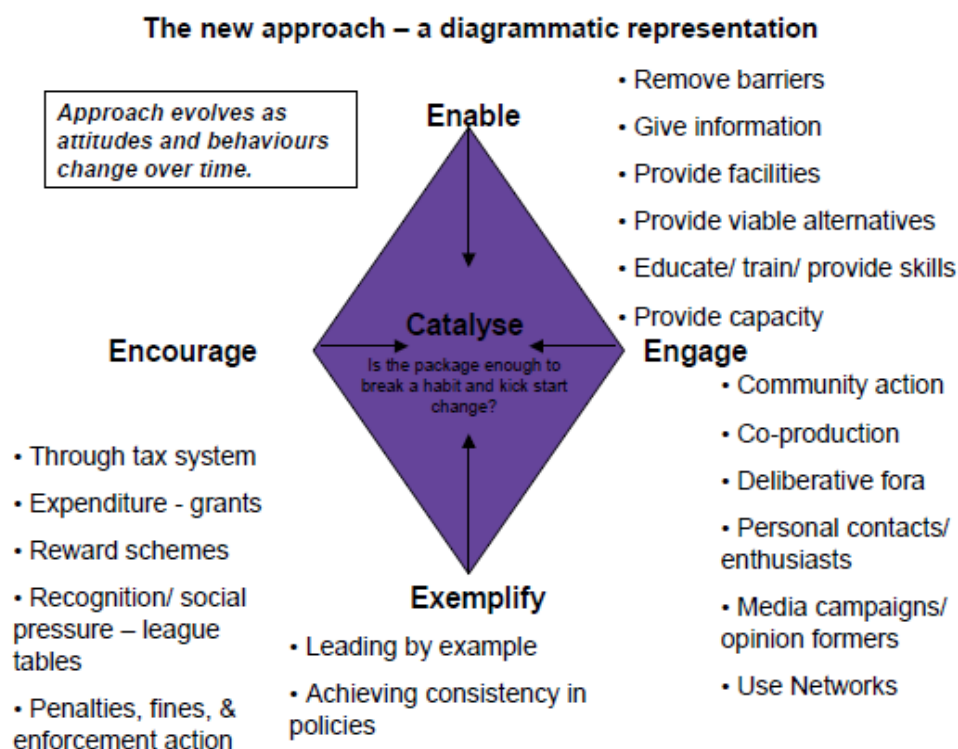 The new approach – a diagrammatic representation
Approach evolves as
attitudes and behaviours
change over time.
Enable
• Remove barriers
• Give information
• Provide facilities
• Provide viable alternatives
• Educate/ train/ provide skills
• Provide capacity
Catalyse
Is the package enough to
break a habit and kick start
change?
Encourage
• Through tax system
• Expenditure - grants
• Reward schemes
• Recognition/ social
pressure – league
tables
• Penalties, fines, &
enforcement action
Engage
• Community action
• Co-production
• Deliberative fora
• Personal contacts/
enthusiasts
• Media campaigns/
opinion formers
• Use Networks
Exemplify
• Leading by example
• Achieving consistency in
policies